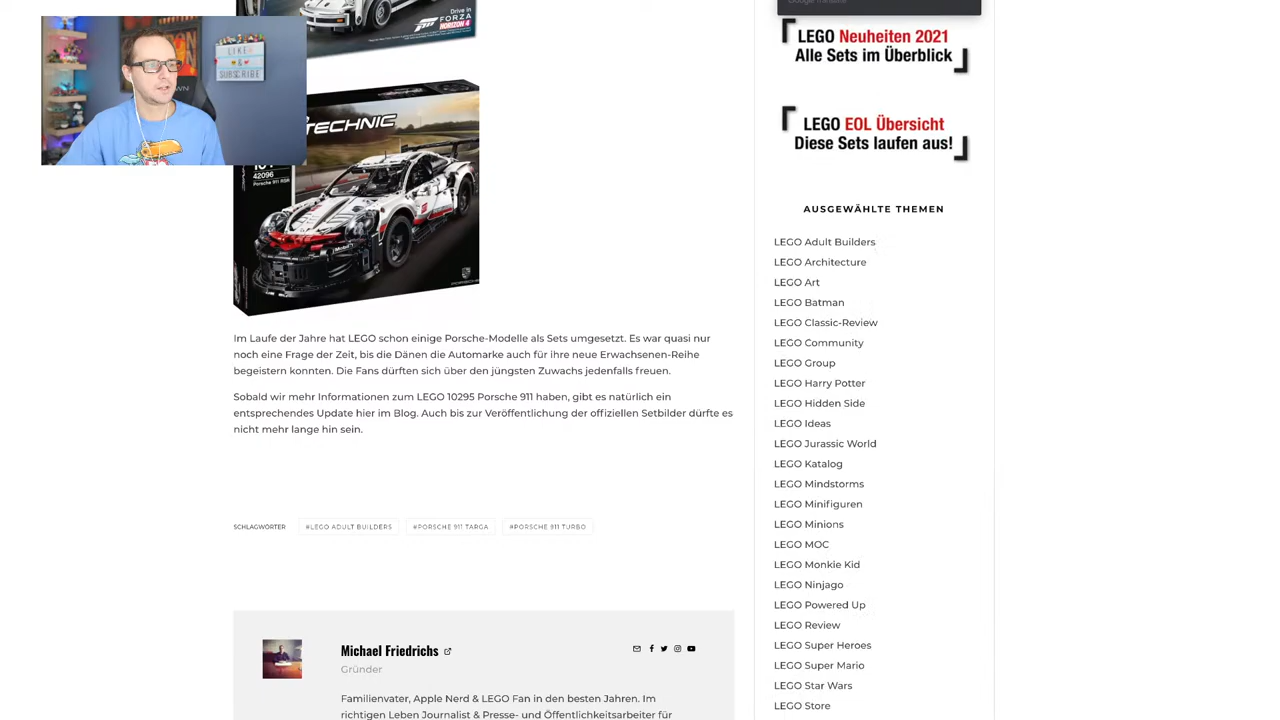 Drive in
FORZA
HORIZON 4
LIKE
&
SUBSCRIBE
TECHNIC
10+
42096
Porsche 911 RSR
Im Laufe der Jahre hat LEGO schon einige Porsche-Modelle als Sets umgesetzt. Es war quasi nur
noch eine Frage der Zeit, bis die Dänen die Automarke auch für ihre neue Erwachsenen-Reihe
begeistern konnten. Die Fans dürften sich über den jüngsten Zuwachs jedenfalls freuen.
Sobald wir mehr Informationen zum LEGO 10295 Porsche 911 haben, gibt es natürlich ein
entsprechendes Update hier im Blog. Auch bis zur Veröffentlichung der offiziellen Setbilder dürfte es
nicht mehr lange hin sein.
SCHLAGWÖRTER
#LEGO ADULT BUILDERS
#PORSCHE 911 TARGA
#PORSCHE 911 TURBO
Michael Friedrichs
Gründer
Familienvater, Apple Nerd & LEGO Fan in den besten Jahren. Im
richtigen Leben Journalist & Presse- und Öffentlichkeitsarbeiter für
Google Translate
LEGO Neuheiten 2021
Alle Sets im Überblick
LEGO EOL Übersicht
Diese Sets laufen aus!
AUSGEWÄHLTE THEMEN
LEGO Adult Builders
LEGO Architecture
LEGO Art
LEGO Batman
LEGO Classic-Review
LEGO Community
LEGO Group
LEGO Harry Potter
LEGO Hidden Side
LEGO Ideas
LEGO Jurassic World
LEGO Katalog
LEGO Mindstorms
LEGO Minifiguren
LEGO Minions
LEGO MOC
LEGO Monkie Kid
LEGO Ninjago
LEGO Powered Up
LEGO Review
LEGO Super Heroes
LEGO Super Mario
LEGO Star Wars
LEGO Store